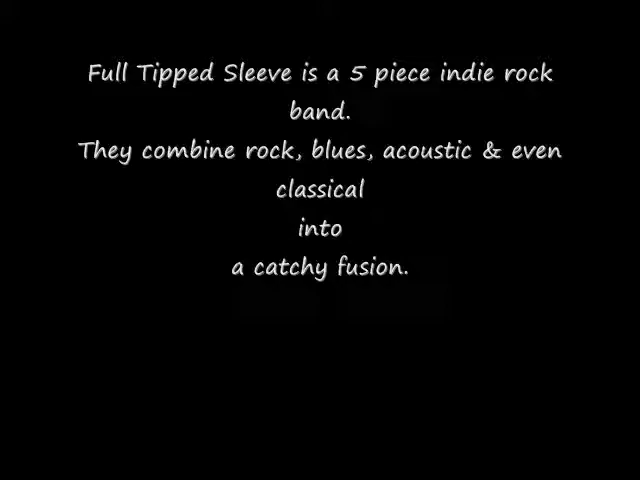 Full Tipped Sleeve is a 5 piece indie rock
band.
They combine rock, blues, acoustic & even
classical
into
a catchy fusion.